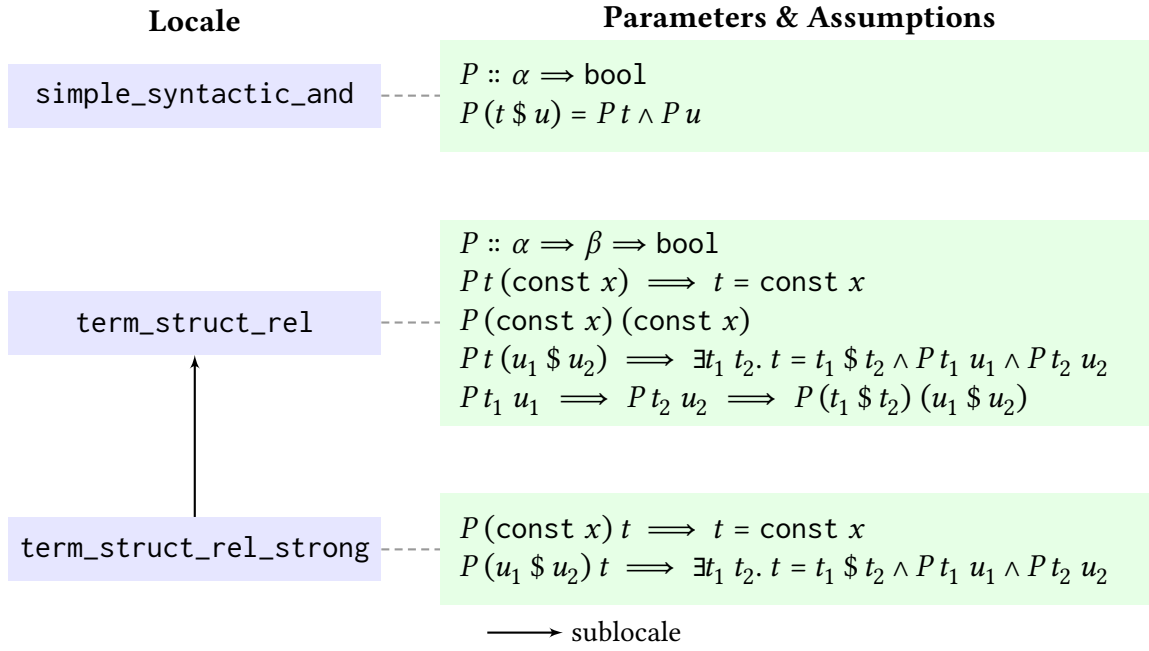 Locale
Parameters & Assumptions
simple_syntactic_and
P :: α ⟹ bool
P (t $ u) = P t ∧ P u
term_struct_rel
P :: α ⟹ β ⟹ bool
P t (const x) ⟹ t = const x
P (const x) (const x)
P t (u₁ $ u₂) ⟹ ∃t₁ t₂. t = t₁ $ t₂ ∧ P t₁ u₁ ∧ P t₂ u₂
P t₁ u₁ ⟹ P t₂ u₂ ⟹ P (t₁ $ t₂) (u₁ $ u₂)
term_struct_rel_strong
P (const x) t ⟹ t = const x
P (u₁ $ u₂) t ⟹ ∃t₁ t₂. t = t₁ $ t₂ ∧ P t₁ u₁ ∧ P t₂ u₂
sublocale